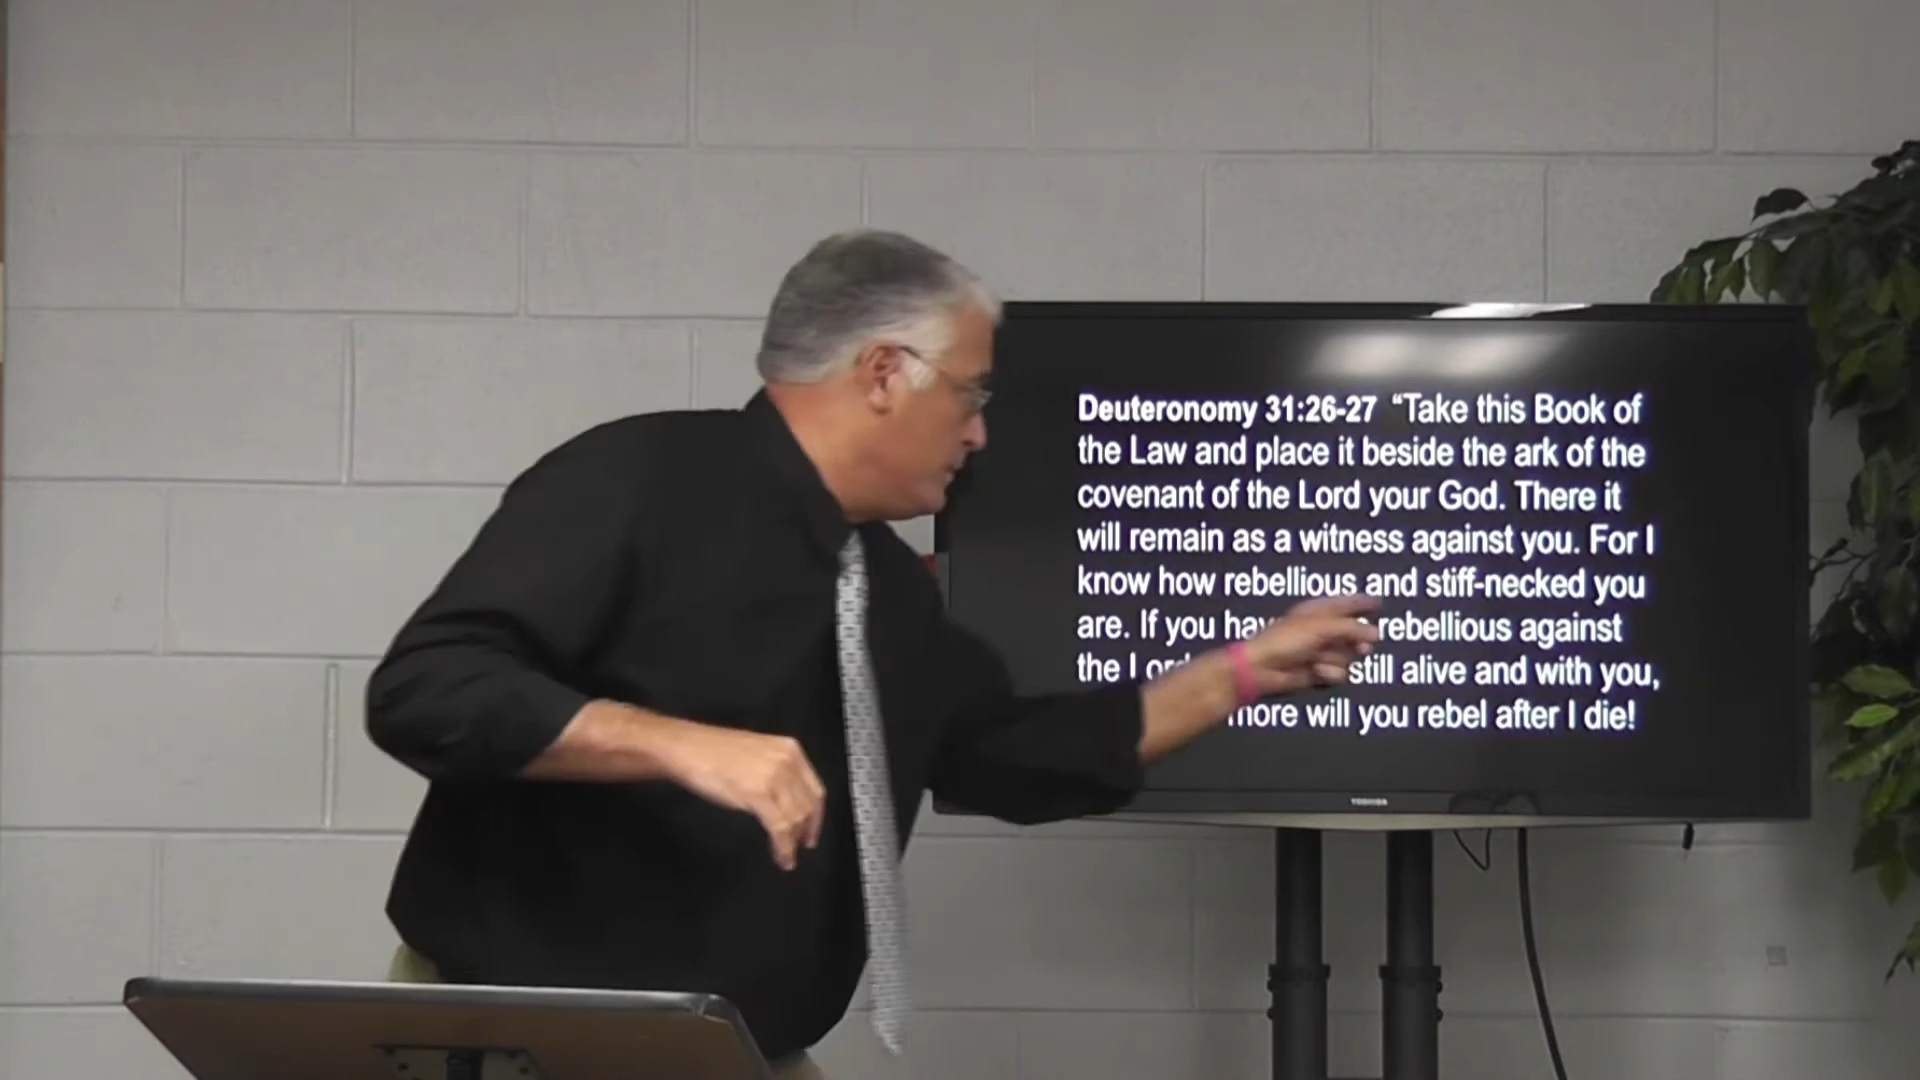 Deuteronomy 31:26-27 “Take this Book of
the Law and place it beside the ark of the
covenant of the Lord your God. There it
will remain as a witness against you. For I
know how rebellious and stiff-necked you
are. If you rebellious against
the still alive and with you,
more will you rebel after I die!
TOSHIBA